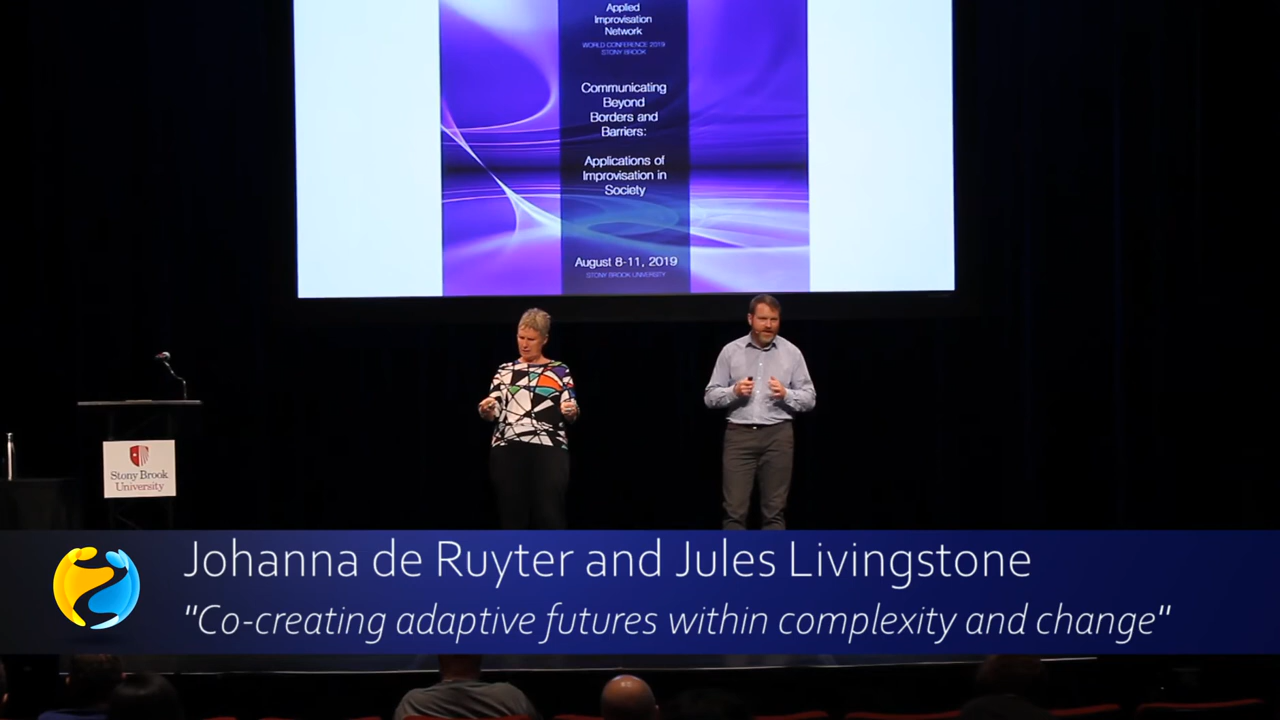 Applied
Improvisation
Network
WORLD CONFERENCE 2019
STONY BROOK
Communicating
Beyond
Borders and
Barriers:
Applications of
Improvisation in
Society
August 8-11, 2019
STONY BROOK UNIVERSITY
Stony Brook
University
Johanna de Ruyter and Jules Livingstone
"Co-creating adaptive futures within complexity and change"